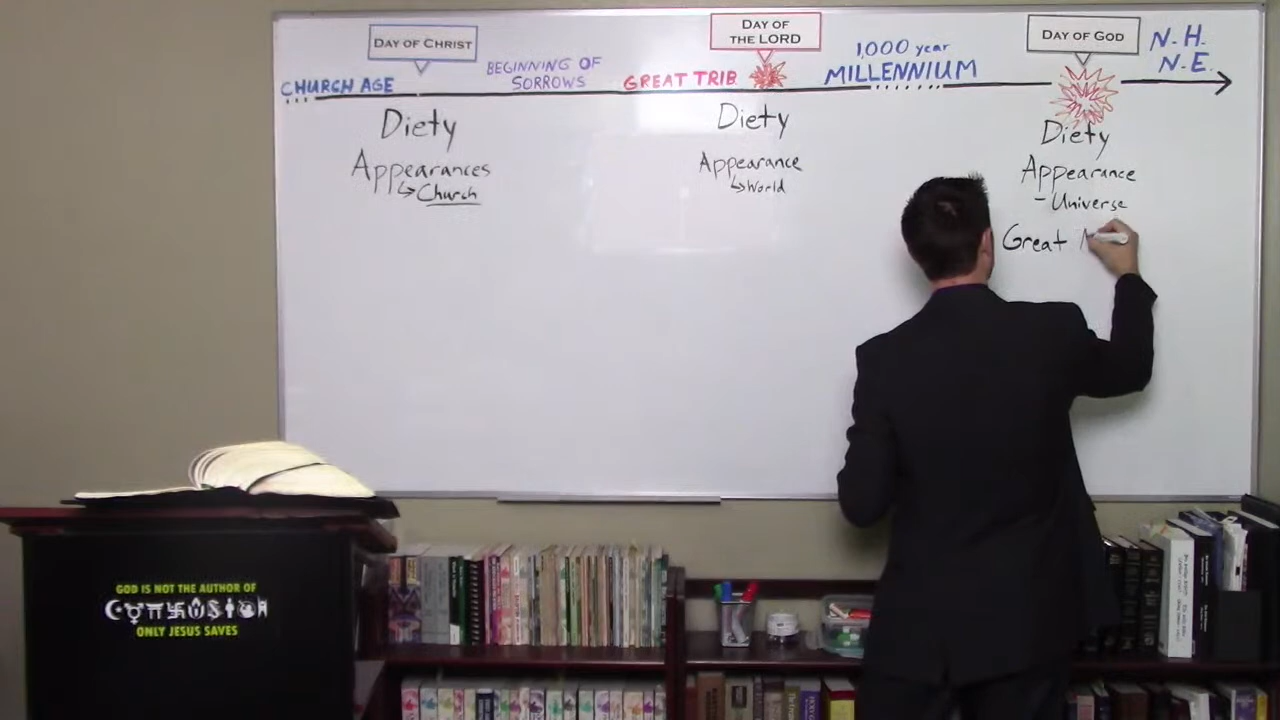 DAY OF CHRIST
DAY OF
THE LORD
DAY OF GOD
N.H.
N.E.
CHURCH AGE
BEGINNING OF
SORROWS
GREAT TRIB
1,000 year
MILLENNIUM
Diety
Appearances
Church
Diety
Appearance
World
Diety
Appearance
- Universe
Great
GOD IS NOT THE AUTHOR OF
ONLY JESUS SAVES